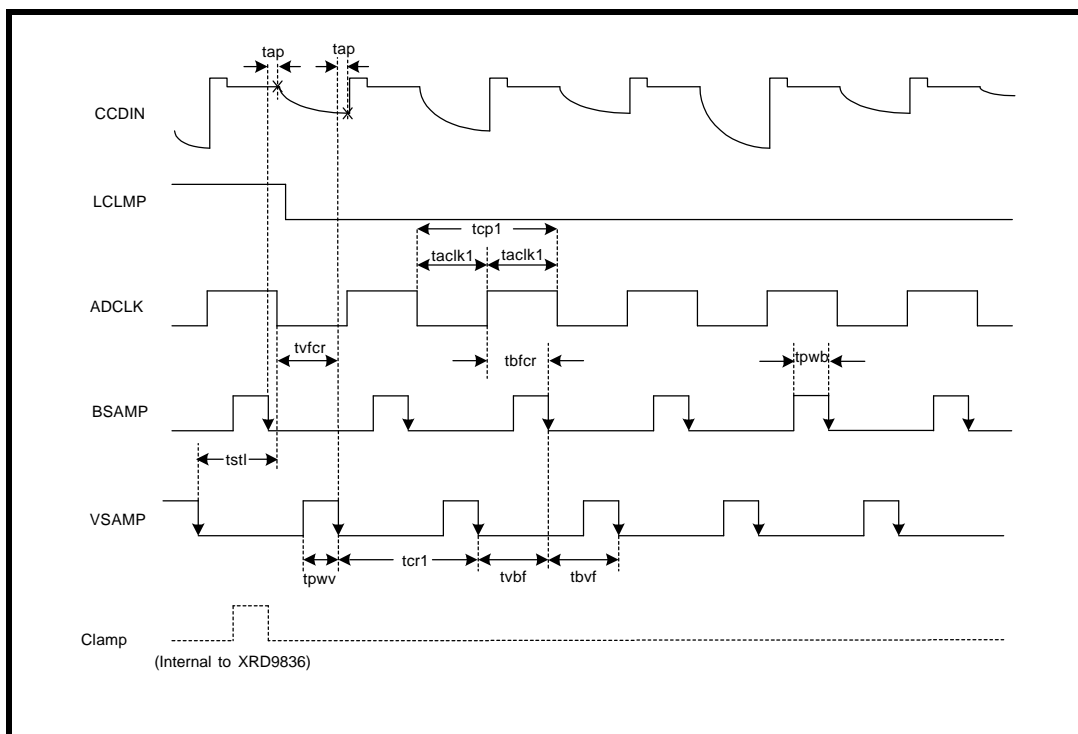 tap tap
CCDIN
LCLMP
tcp1
taclk1 taclk1
ADCLK
tvfcr tbfcr tpwb
BSAMP
tstl
VSAMP
tpwv tcr1 tvbf tbvf
Clamp
(Internal to XRD9836)